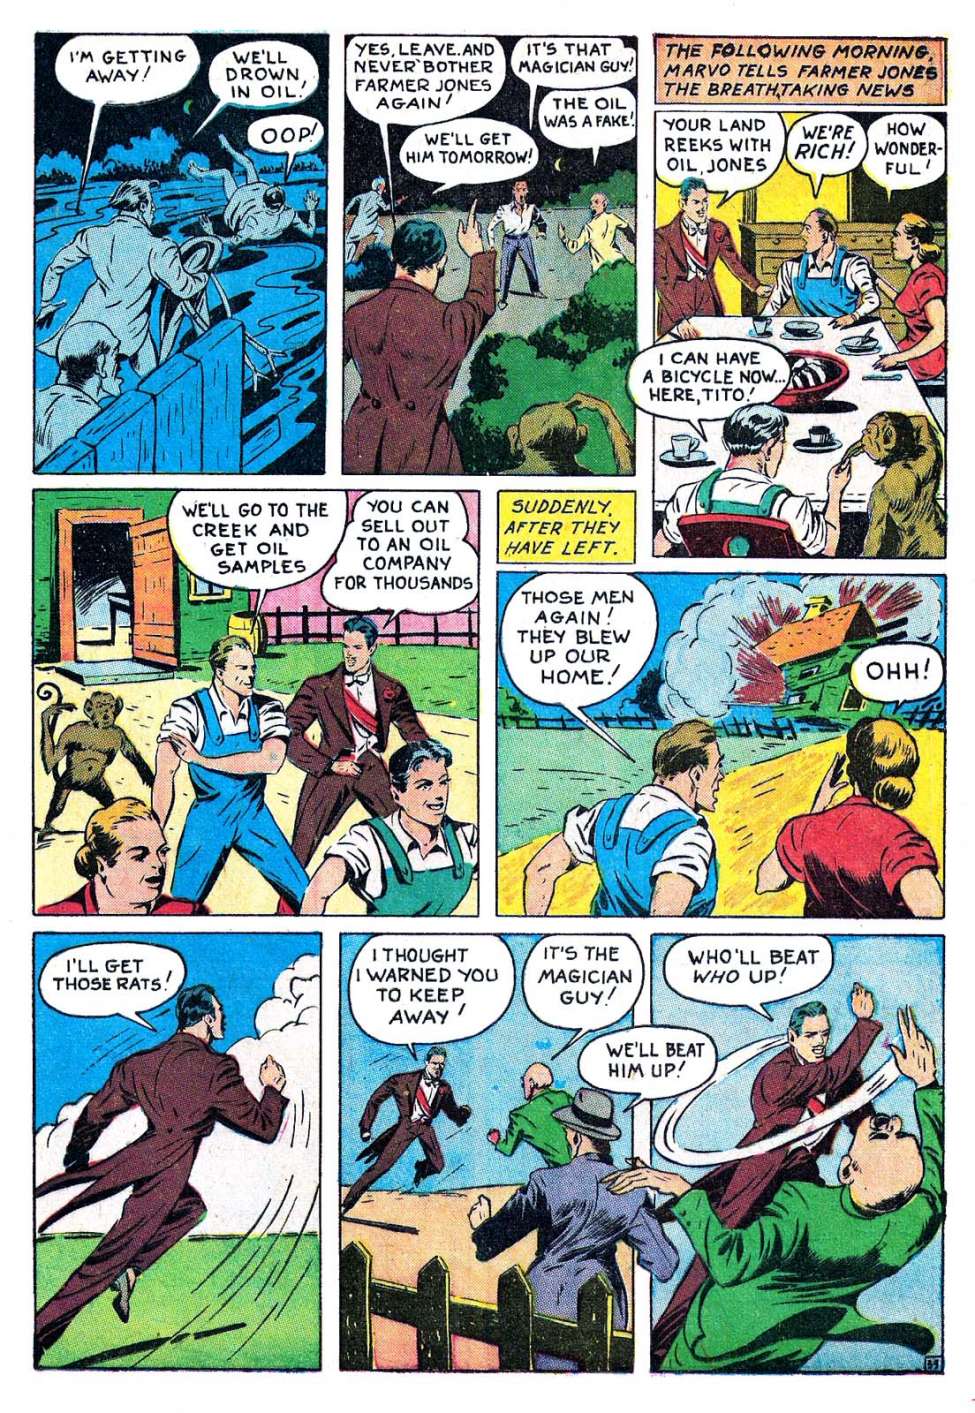 I'M GETTING
AWAY!
WE'LL
DROWN
IN OIL!
OOP!
YES, LEAVE. AND
NEVER BOTHER
FARMER JONES
AGAIN!
IT'S THAT
MAGICIAN GUY!
THE OIL
WAS A FAKE!
WE'LL GET
HIM TOMORROW!
THE FOLLOWING MORNING,
MARVO TELLS FARMER JONES
THE BREATH,TAKING NEWS
YOUR LAND
REEKS WITH
OIL, JONES
WE'RE
RICH!
HOW
WONDER-
FUL!
I CAN HAVE
A BICYCLE NOW...
HERE, TITO!
WE'LL GO TO THE
CREEK AND
GET OIL
SAMPLES
YOU CAN
SELL OUT
TO AN OIL
COMPANY
FOR THOUSANDS
SUDDENLY,
AFTER THEY
HAVE LEFT.
THOSE MEN
AGAIN!
THEY BLEW
UP OUR
HOME!
OHH!
I'LL GET
THOSE RATS!
I THOUGHT
I WARNED YOU
TO KEEP
AWAY!
IT'S THE
MAGICIAN
GUY!
WE'LL BEAT
HIM UP!
WHO'LL BEAT
WHO UP!